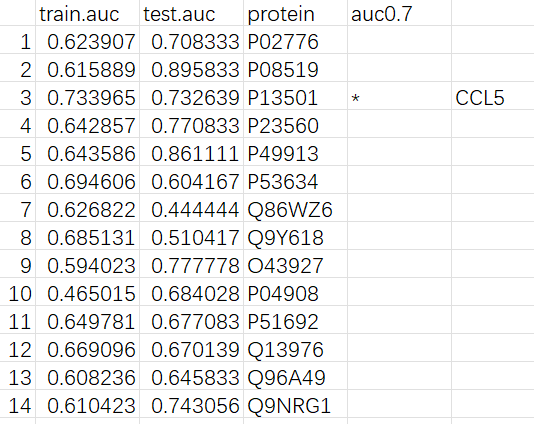 train.auc test.auc protein auc0.7
1 0.623907 0.708333 P02776
2 0.615889 0.895833 P08519
3 0.733965 0.732639 P13501 * CCL5
4 0.642857 0.770833 P23560
5 0.643586 0.861111 P49913
6 0.694606 0.604167 P53634
7 0.626822 0.444444 Q86WZ6
8 0.685131 0.510417 Q9Y618
9 0.594023 0.777778 O43927
10 0.465015 0.684028 P04908
11 0.649781 0.677083 P51692
12 0.669096 0.670139 Q13976
13 0.608236 0.645833 Q96A49
14 0.610423 0.743056 Q9NRG1